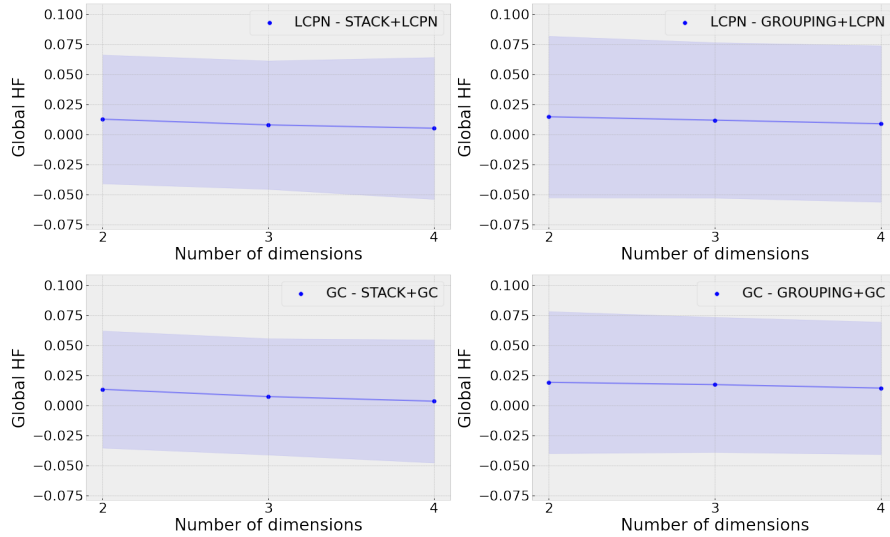 LCPN - STACK+LCPN
0.100
0.075
0.050
0.025
0.000
−0.025
−0.050
−0.075
Global HF
2 3 4
Number of dimensions
LCPN - GROUPING+LCPN
0.100
0.075
0.050
0.025
0.000
−0.025
−0.050
−0.075
Global HF
2 3 4
Number of dimensions
GC - STACK+GC
0.100
0.075
0.050
0.025
0.000
−0.025
−0.050
−0.075
Global HF
2 3 4
Number of dimensions
GC - GROUPING+GC
0.100
0.075
0.050
0.025
0.000
−0.025
−0.050
−0.075
Global HF
2 3 4
Number of dimensions